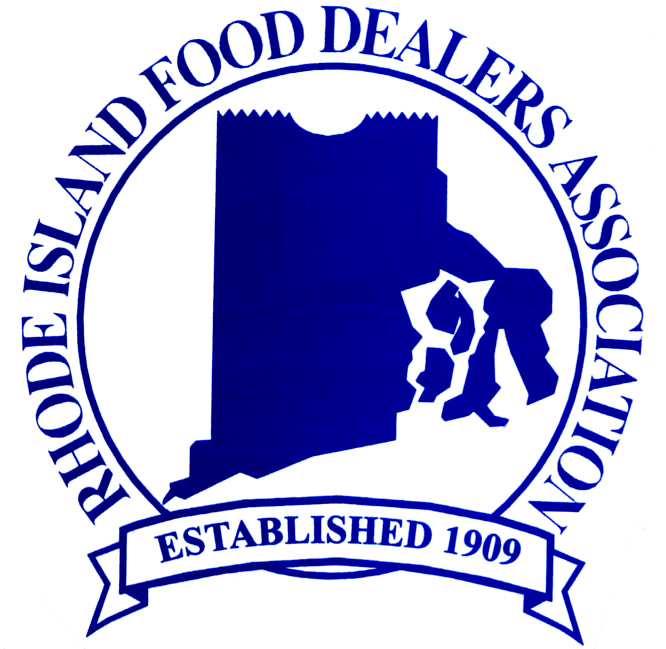 RHODE ISLAND FOOD DEALERS ASSOCIATION
ESTABLISHED 1909